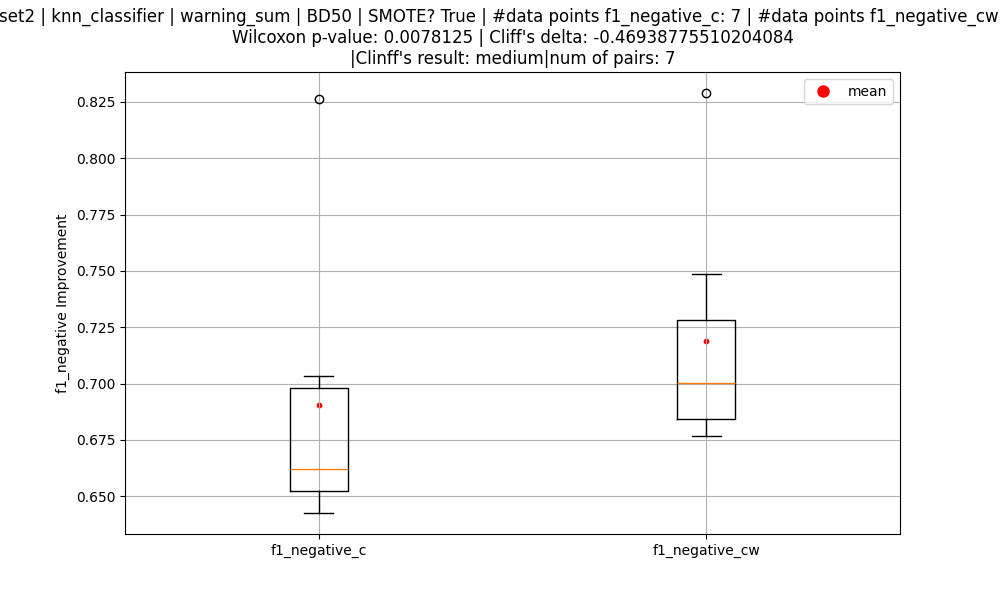 set2 | knn_classifier | warning_sum | BD50 | SMOTE? True | #data points f1_negative_c: 7 | #data points f1_negative_cw
Wilcoxon p-value: 0.0078125 | Cliff's delta: -0.46938775510204084
|Clinff's result: medium|num of pairs: 7
mean
0.825
0.800
0.775
0.750
0.725
0.700
0.675
0.650
f1_negative Improvement
f1_negative_c
f1_negative_cw